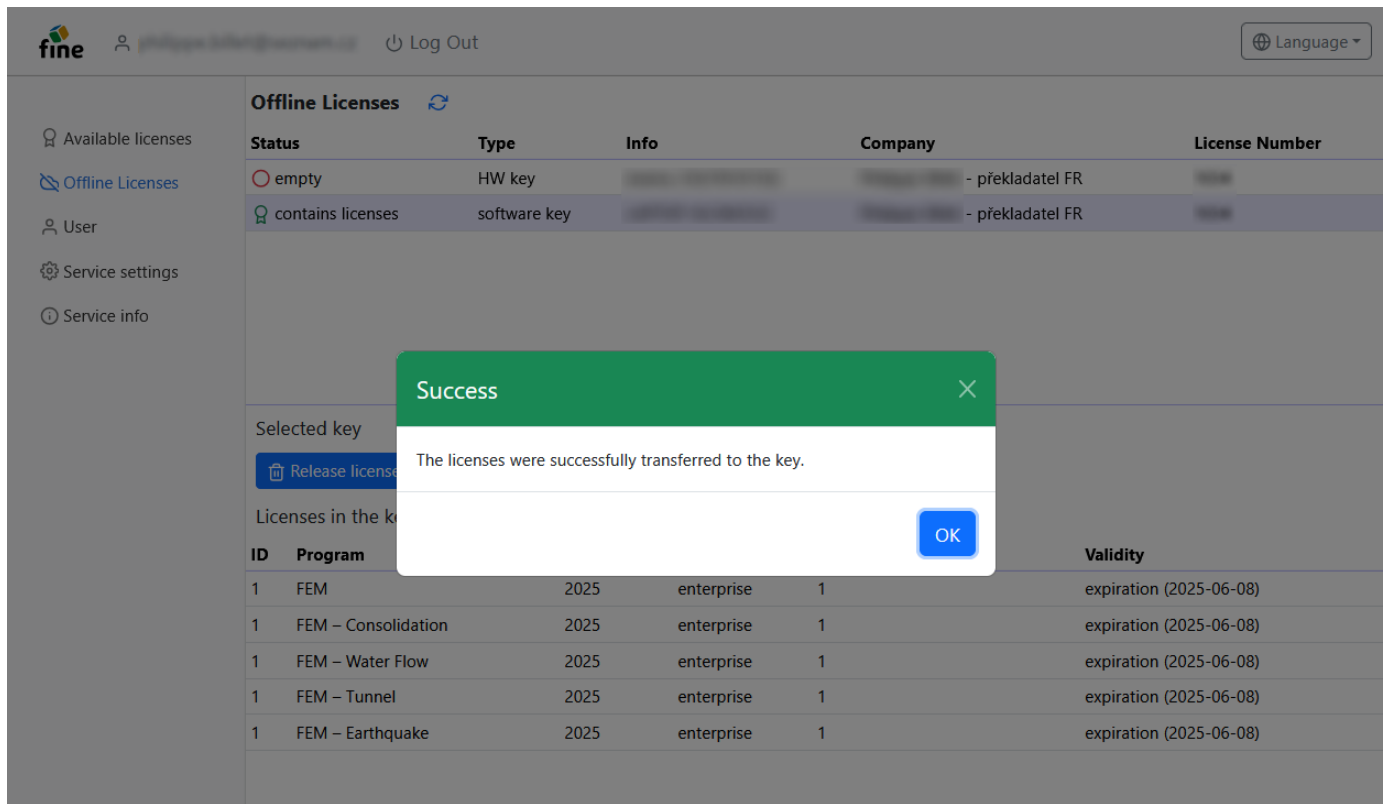 fine Log Out Language
Offline Licenses
Available licenses
Offline Licenses
User
Service settings
Service info
Status Type Info Company License Number
empty HW key - překladatel FR
contains licenses software key - překladatel FR
Success
The licenses were successfully transferred to the key.
OK
Selected key
Release license
Licenses in the k
ID Program Validity
1 FEM 2025 enterprise 1 expiration (2025-06-08)
1 FEM – Consolidation 2025 enterprise 1 expiration (2025-06-08)
1 FEM – Water Flow 2025 enterprise 1 expiration (2025-06-08)
1 FEM – Tunnel 2025 enterprise 1 expiration (2025-06-08)
1 FEM – Earthquake 2025 enterprise 1 expiration (2025-06-08)